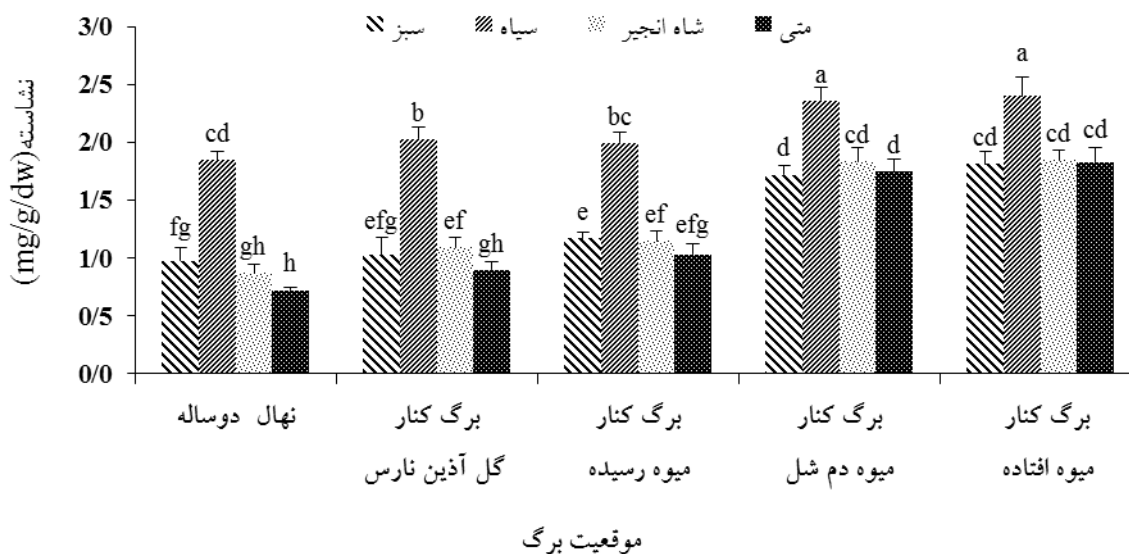 سبز سیاه شاه انجیر متی
نشاسته(mg/g/dw)
3/0
2/5
2/0
1/5
1/0
0/5
0/0
fg cd gh h
efg b ef gh
e bc ef efg
d a cd d
cd a cd cd
نهال دوساله
برگ کنار
گل آذین نارس
برگ کنار
میوه رسیده
برگ کنار
میوه دم شل
برگ کنار
میوه افتاده
موقعیت برگ